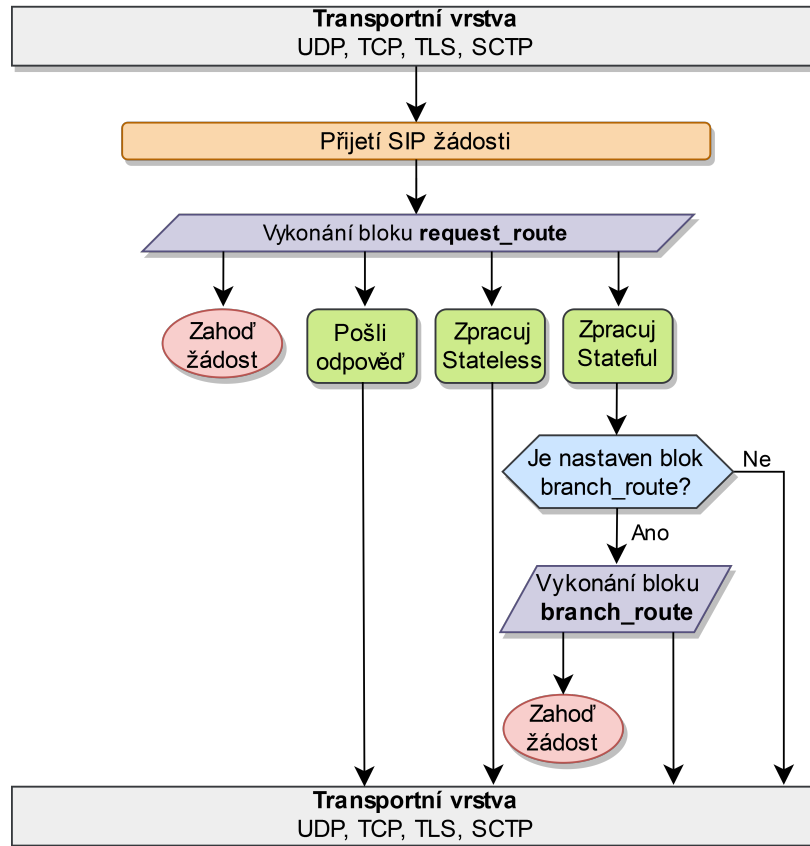 Transportní vrstva
UDP, TCP, TLS, SCTP
Přijetí SIP žádosti
Vykonání bloku request_route
Zahoď
žádost
Pošli
odpověď
Zpracuj
Stateless
Zpracuj
Stateful
Je nastaven blok
branch_route?
Ne
Ano
Vykonání bloku
branch_route
Zahoď
žádost
Transportní vrstva
UDP, TCP, TLS, SCTP